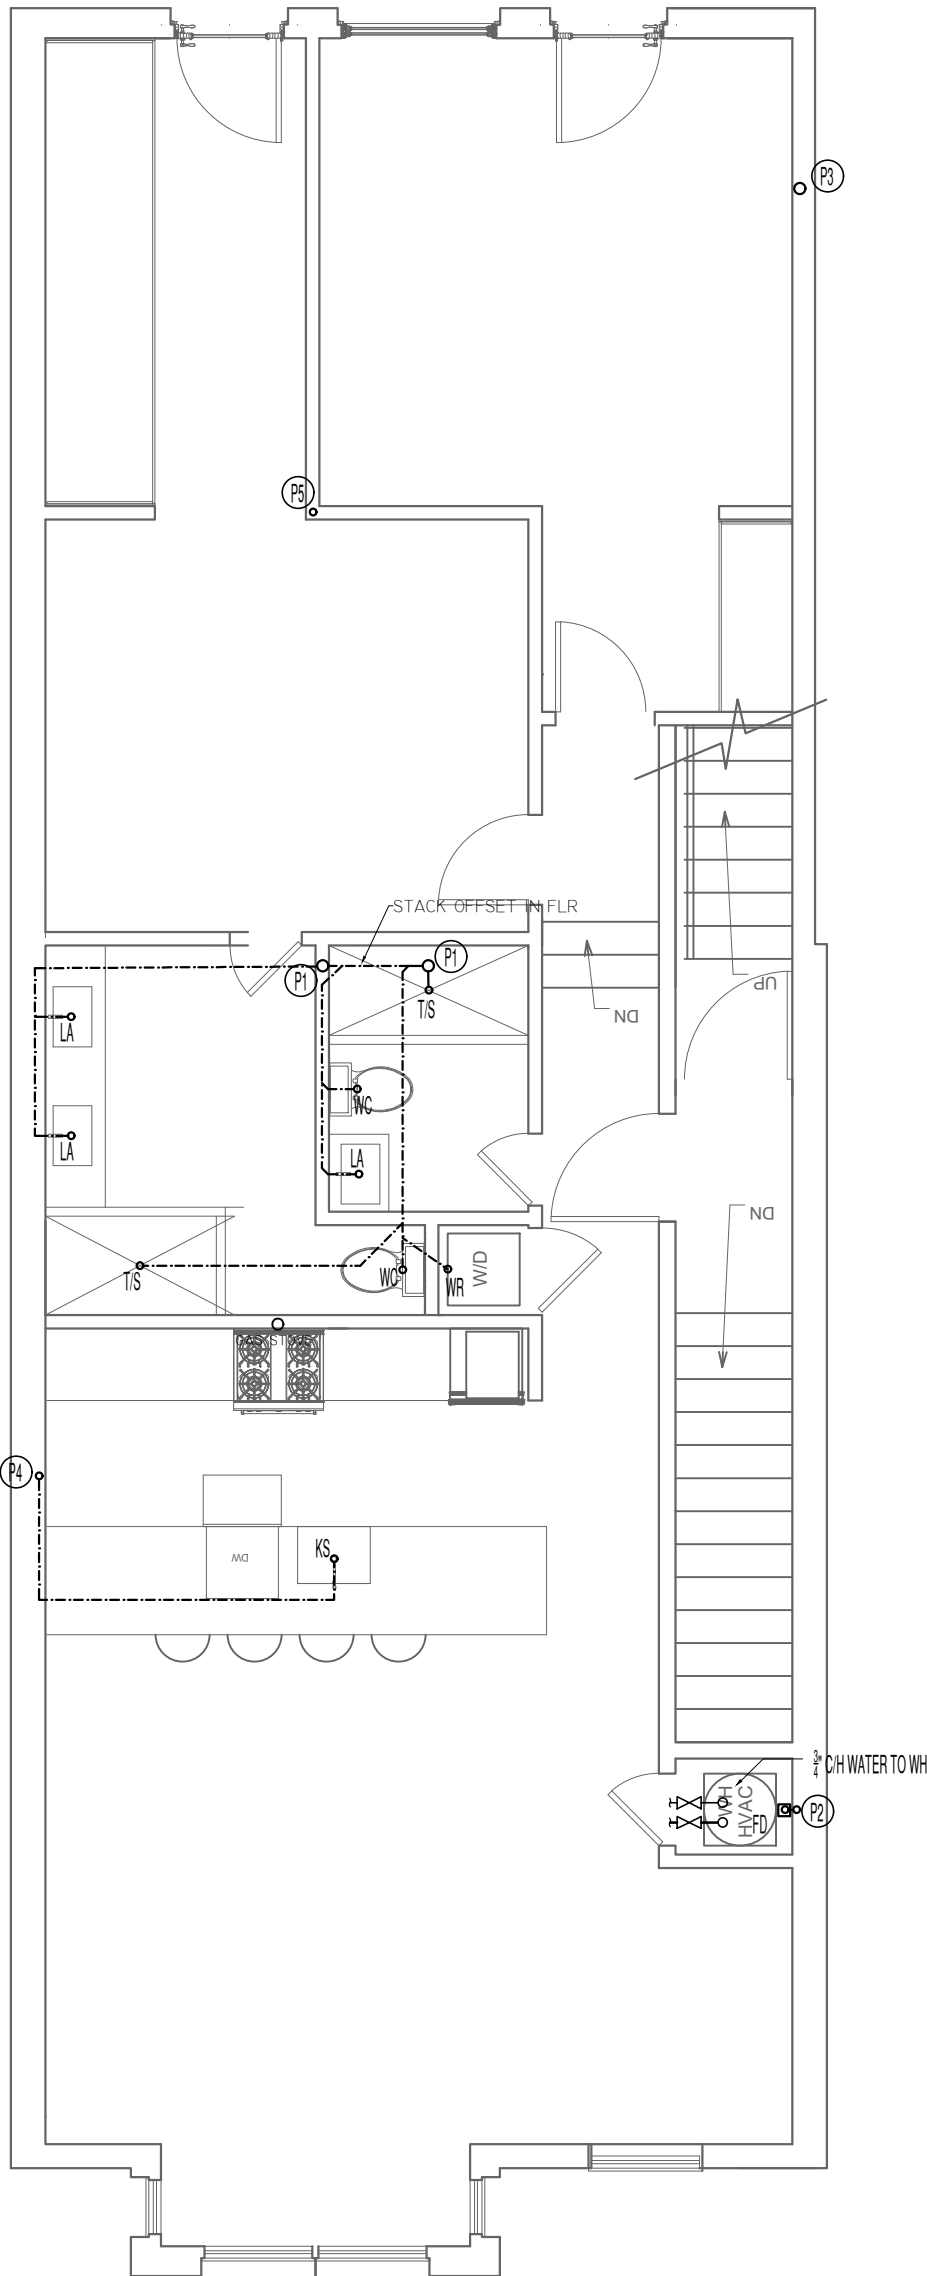 P3
P5
STACK OFFSET IN FLR
P1
P1
T/S
UP
DN
LA
WC
LA
LA
DN
W/D
T/S
WC
WR
GAS STACK
P4
KS
DW
3/4" C/H WATER TO WH
WH
HVAC
FD
P2